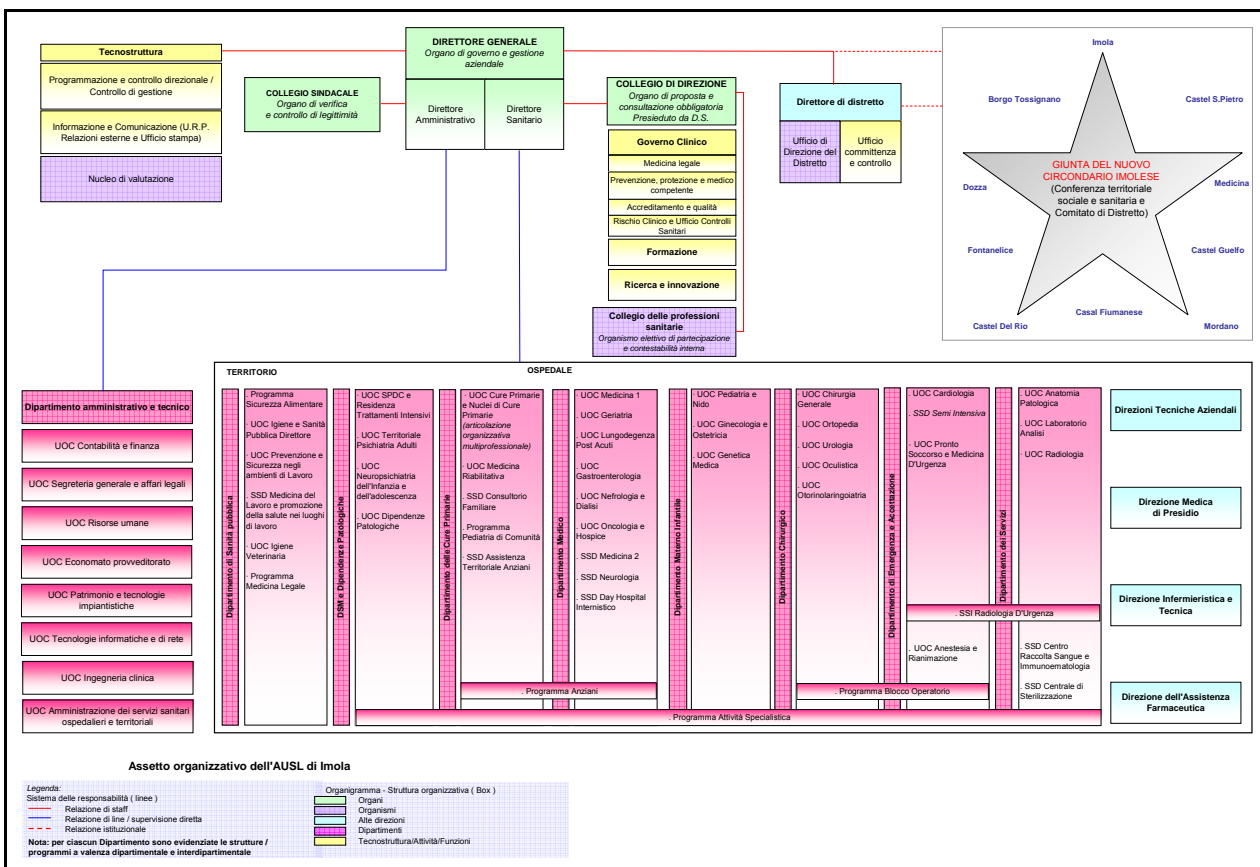 Tecnostruttura
Programmazione e controllo direzionale /
Controllo di gestione
Informazione e Comunicazione (U.R.P.
Relazioni esterne e Ufficio stampa)
Nucleo di valutazione
COLLEGIO SINDACALE
Organo di verifica
e controllo di legittimità
DIRETTORE GENERALE
Organo di governo e gestione
aziendale
Direttore
Amministrativo
Direttore
Sanitario
COLLEGIO DI DIREZIONE
Organo di proposta e
consultazione obbligatoria
Presieduto da D.S.
Governo Clinico
Medicina legale
Prevenzione, protezione e medico
competente
Accreditamento e qualità
Rischio Clinico e Ufficio Controlli
Sanitari
Formazione
Ricerca e innovazione
Collegio delle professioni
sanitarie
Organismo elettivo di partecipazione
e contestabilità interna
Direttore di distretto
Ufficio di
Direzione del
Distretto
Ufficio
committenza
e controllo
Imola
Borgo Tossignano
Castel S.Pietro
GIUNTA DEL NUOVO
CIRCONDARIO IMOLESE
(Conferenza territoriale
sociale e sanitaria e
Comitato di Distretto)
Dozza
Medicina
Fontanelice
Castel Guelfo
Casal Fiumanese
Castel Del Rio
Mordano
Dipartimento amministrativo e tecnico
UOC Contabilità e finanza
UOC Segreteria generale e affari legali
UOC Risorse umane
UOC Economato provveditorato
UOC Patrimonio e tecnologie
impiantistiche
UOC Tecnologie informatiche e di rete
UOC Ingegneria clinica
UOC Amministrazione dei servizi sanitari
ospedalieri e territoriali
TERRITORIO
OSPEDALE
Dipartimento di Sanità pubblica
. Programma
Sicurezza Alimentare
· UOC Igiene e Sanità
Pubblica Direttore
· UOC Prevenzione e
Sicurezza negli
ambienti di Lavoro
. SSD Medicina del
Lavoro e promozione
della salute nei luoghi
di lavoro
· UOC Igiene
Veterinaria
· Programma
Medicina Legale
DSM e Dipendenze Patologiche
· UOC SPDC e
Residenza
Trattamenti Intensivi
· UOC Territoriale
Psichiatria Adulti
· UOC
Neuropsichiatria
dell'Infanzia e
dell'adolescenza
. UOC Dipendenze
Patologiche
Dipartimento delle Cure Primarie
· UOC Cure Primarie
e Nuclei di Cure
Primarie
(articolazione
organizzativa
multiprofessionale)
· UOC Medicina
Riabilitativa
. SSD Consultorio
Familiare
. Programma
Pediatria di Comunità
· SSD Assistenza
Territoriale Anziani
Dipartimento Medico
. UOC Medicina 1
. UOC Geriatria
. UOC Lungodegenza
Post Acuti
. UOC
Gastroenterologia
. UOC Nefrologia e
Dialisi
. UOC Oncologia e
Hospice
. SSD Medicina 2
. SSD Neurologia
. SSD Day Hospital
Internistico
. Programma Anziani
Dipartimento Materno Infantile
· UOC Pediatria e
Nido
. UOC Ginecologia e
Ostetricia
. UOC Genetica
Medica
Dipartimento Chirurgico
· UOC Chirurgia
Generale
. UOC Ortopedia
. UOC Urologia
. UOC Oculistica
. UOC
Otorinolaringoiatria
Dipartimento di Emergenza e Accettazione
. UOC Cardiologia
. SSD Semi Intensiva
· UOC Pronto
Soccorso e Medicina
D'Urgenza
. UOC Anestesia e
Rianimazione
. Programma Blocco Operatorio
Dipartimento dei Servizi
. UOC Anatomia
Patologica
. UOC Laboratorio
Analisi
· UOC Radiologia
. SSI Radiologia D'Urgenza
. SSD Centro
Raccolta Sangue e
Immunoematologia
. SSD Centrale di
Sterilizzazione
. Programma Attività Specialistica
Direzioni Tecniche Aziendali
Direzione Medica
di Presidio
Direzione Infermieristica e
Tecnica
Direzione dell'Assistenza
Farmaceutica
Assetto organizzativo dell'AUSL di Imola
Legenda:
Sistema delle responsabilità ( linee )
Relazione di staff
Relazione di line / supervisione diretta
Relazione istituzionale
Nota: per ciascun Dipartimento sono evidenziate le strutture /
programmi a valenza dipartimentale e interdipartimentale
Organigramma - Struttura organizzativa ( Box )
Organi
Organismi
Alte direzioni
Dipartimenti
Tecnostruttura/Attività/Funzioni